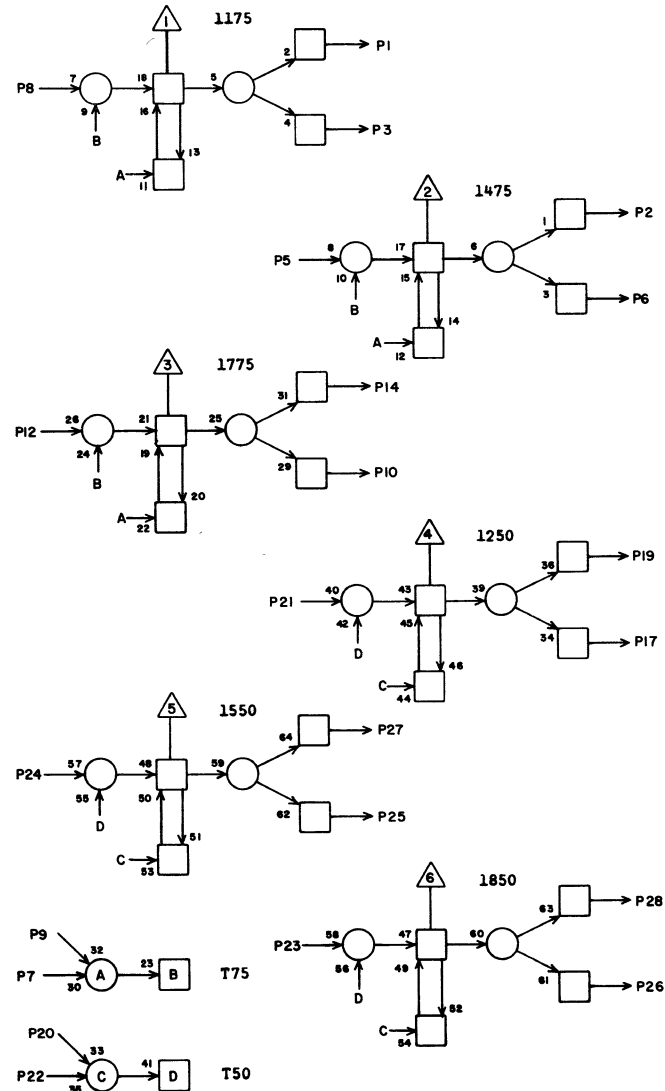 1 1175
2 P1
P8 7 18 5
9 16 4 P3
B 13
A 11
2 1475
1 P2
P5 8 17 6
10 15 3 P6
B 14
A 12
3 1775
31 P14
P12 26 21 25
24 19 29 P10
B 20
A 22
4 1250
36 P19
P21 40 43 39
42 45 34 P17
D 46
C 44
5 1550
64 P27
P24 57 48 59
55 50 62 P25
D 51
C 53
6 1850
63 P28
P23 58 47 60
56 49 61 P26
D 52
C 54
P9 32
P7 30 A 23 B T75
P20 33
P22 C 41 D T50